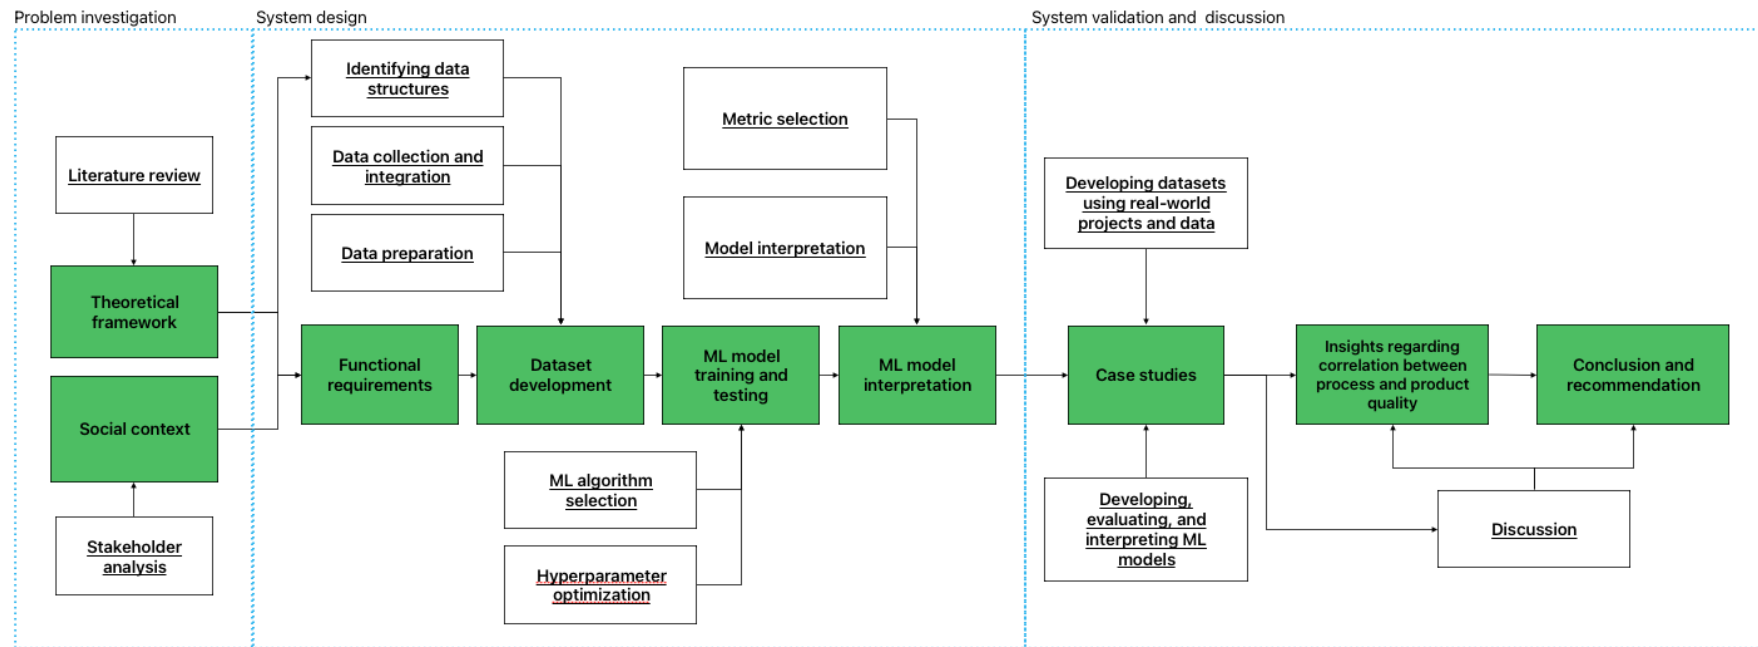 Problem investigation
System design
System validation and discussion
Identifying data
structures
Data collection and
integration
Data preparation
Metric selection
Model interpretation
Literature review
Theoretical
framework
Social context
Stakeholder
analysis
Functional
requirements
Dataset
development
ML model
training and
testing
ML model
interpretation
ML algorithm
selection
Hyperparameter
optimization
Developing datasets
using real-world
projects and data
Case studies
Developing,
evaluating, and
interpreting ML
models
Insights regarding
correlation between
process and product
quality
Conclusion and
recommendation
Discussion